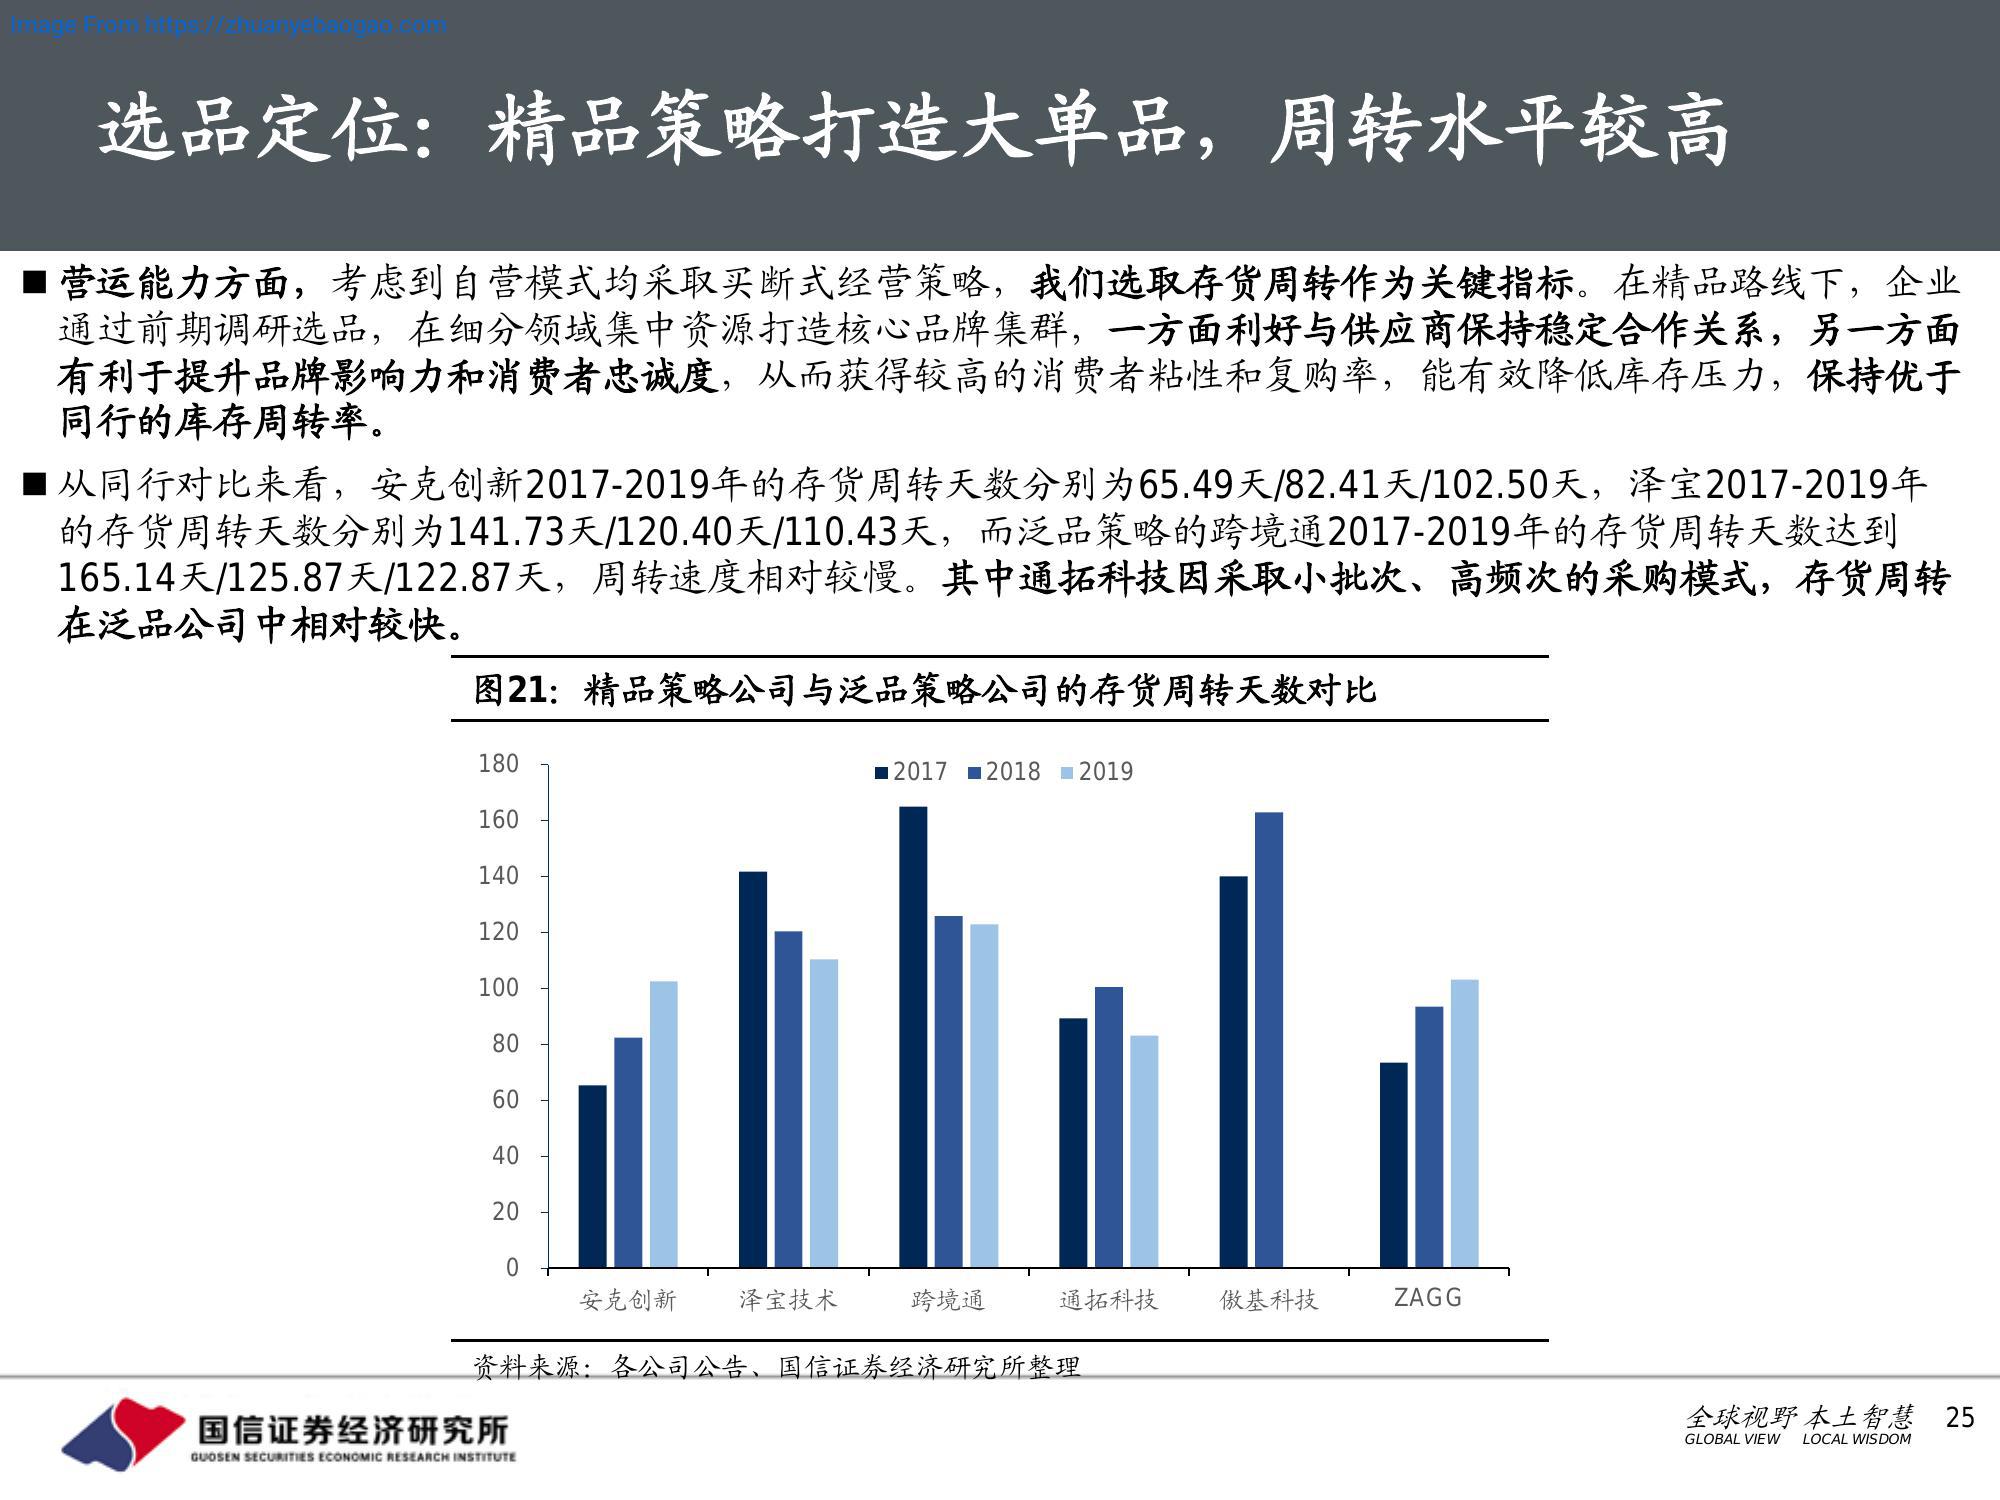 Image From https://zhuanyebaogao.com
选品定位：精品策略打造大单品，周转水平较高
■ 营运能力方面，考虑到自营模式均采取买断式经营策略，我们选取存货周转作为关键指标。在精品路线下，企业
通过前期调研选品，在细分领域集中资源打造核心品牌集群，一方面利好与供应商保持稳定合作关系，另一方面
有利于提升品牌影响力和消费者忠诚度，从而获得较高的消费者粘性和复购率，能有效降低库存压力，保持优于
同行的库存周转率。
■ 从同行对比来看，安克创新2017-2019年的存货周转天数分别为65.49天/82.41天/102.50天，泽宝2017-2019年
的存货周转天数分别为141.73天/120.40天/110.43天，而泛品策略的跨境通2017-2019年的存货周转天数达到
165.14天/125.87天/122.87天，周转速度相对较慢。其中通拓科技因采取小批次、高频次的采购模式，存货周转
在泛品公司中相对较快。
图21：精品策略公司与泛品策略公司的存货周转天数对比
2017 2018 2019
180
160
140
120
100
80
60
40
20
0
安克创新 泽宝技术 跨境通 通拓科技 傲基科技 ZAGG
资料来源：各公司公告、国信证券经济研究所整理
国信证券经济研究所
GUOSEN SECURITIES ECONOMIC RESEARCH INSTITUTE
全球视野 本土智慧 25
GLOBAL VIEW LOCAL WISDOM